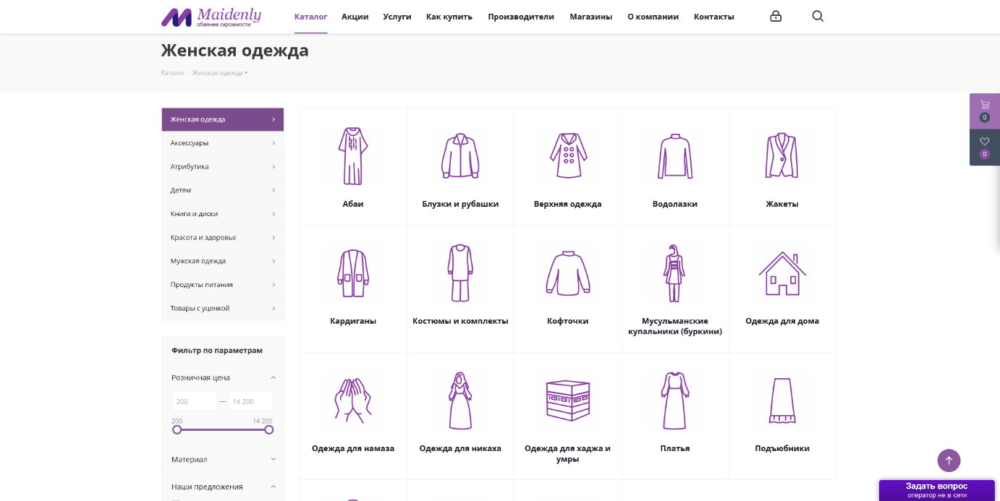 Maidenly
обаяние скромности
Каталог
Акции
Услуги
Как купить
Производители
Магазины
О компании
Контакты
Женская одежда
Каталог - Женская одежда
0
0
Женская одежда
Аксессуары
Атрибутика
Детям
Книги и диски
Красота и здоровье
Мужская одежда
Продукты питания
Товары с уценкой
Фильтр по параметрам
Розничная цена
200 — 14 200
200 14 200
Материал
Наши предложения
Абаи
Блузки и рубашки
Верхняя одежда
Водолазки
Жакеты
Кардиганы
Костюмы и комплекты
Кофточки
Мусульманские
купальники (буркини)
Одежда для дома
Одежда для намаза
Одежда для никаха
Одежда для хаджа и
умры
Платья
Подъюбники
Задать вопрос
оператор не в сети